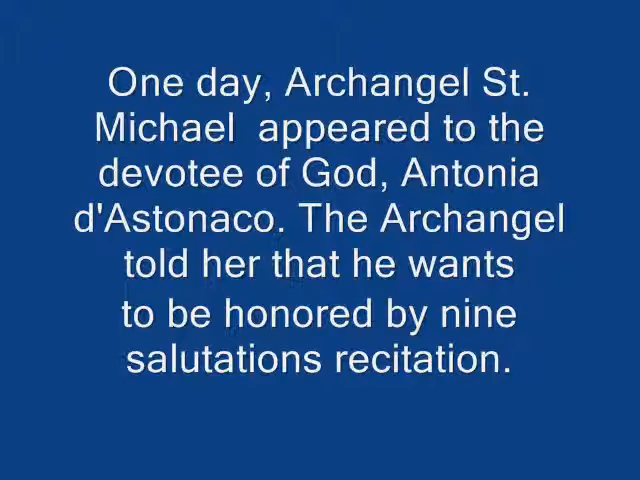 One day, Archangel St.
Michael  appeared to the
devotee of God, Antonia
d'Astonaco. The Archangel
told her that he wants
to be honored by nine
salutations recitation.